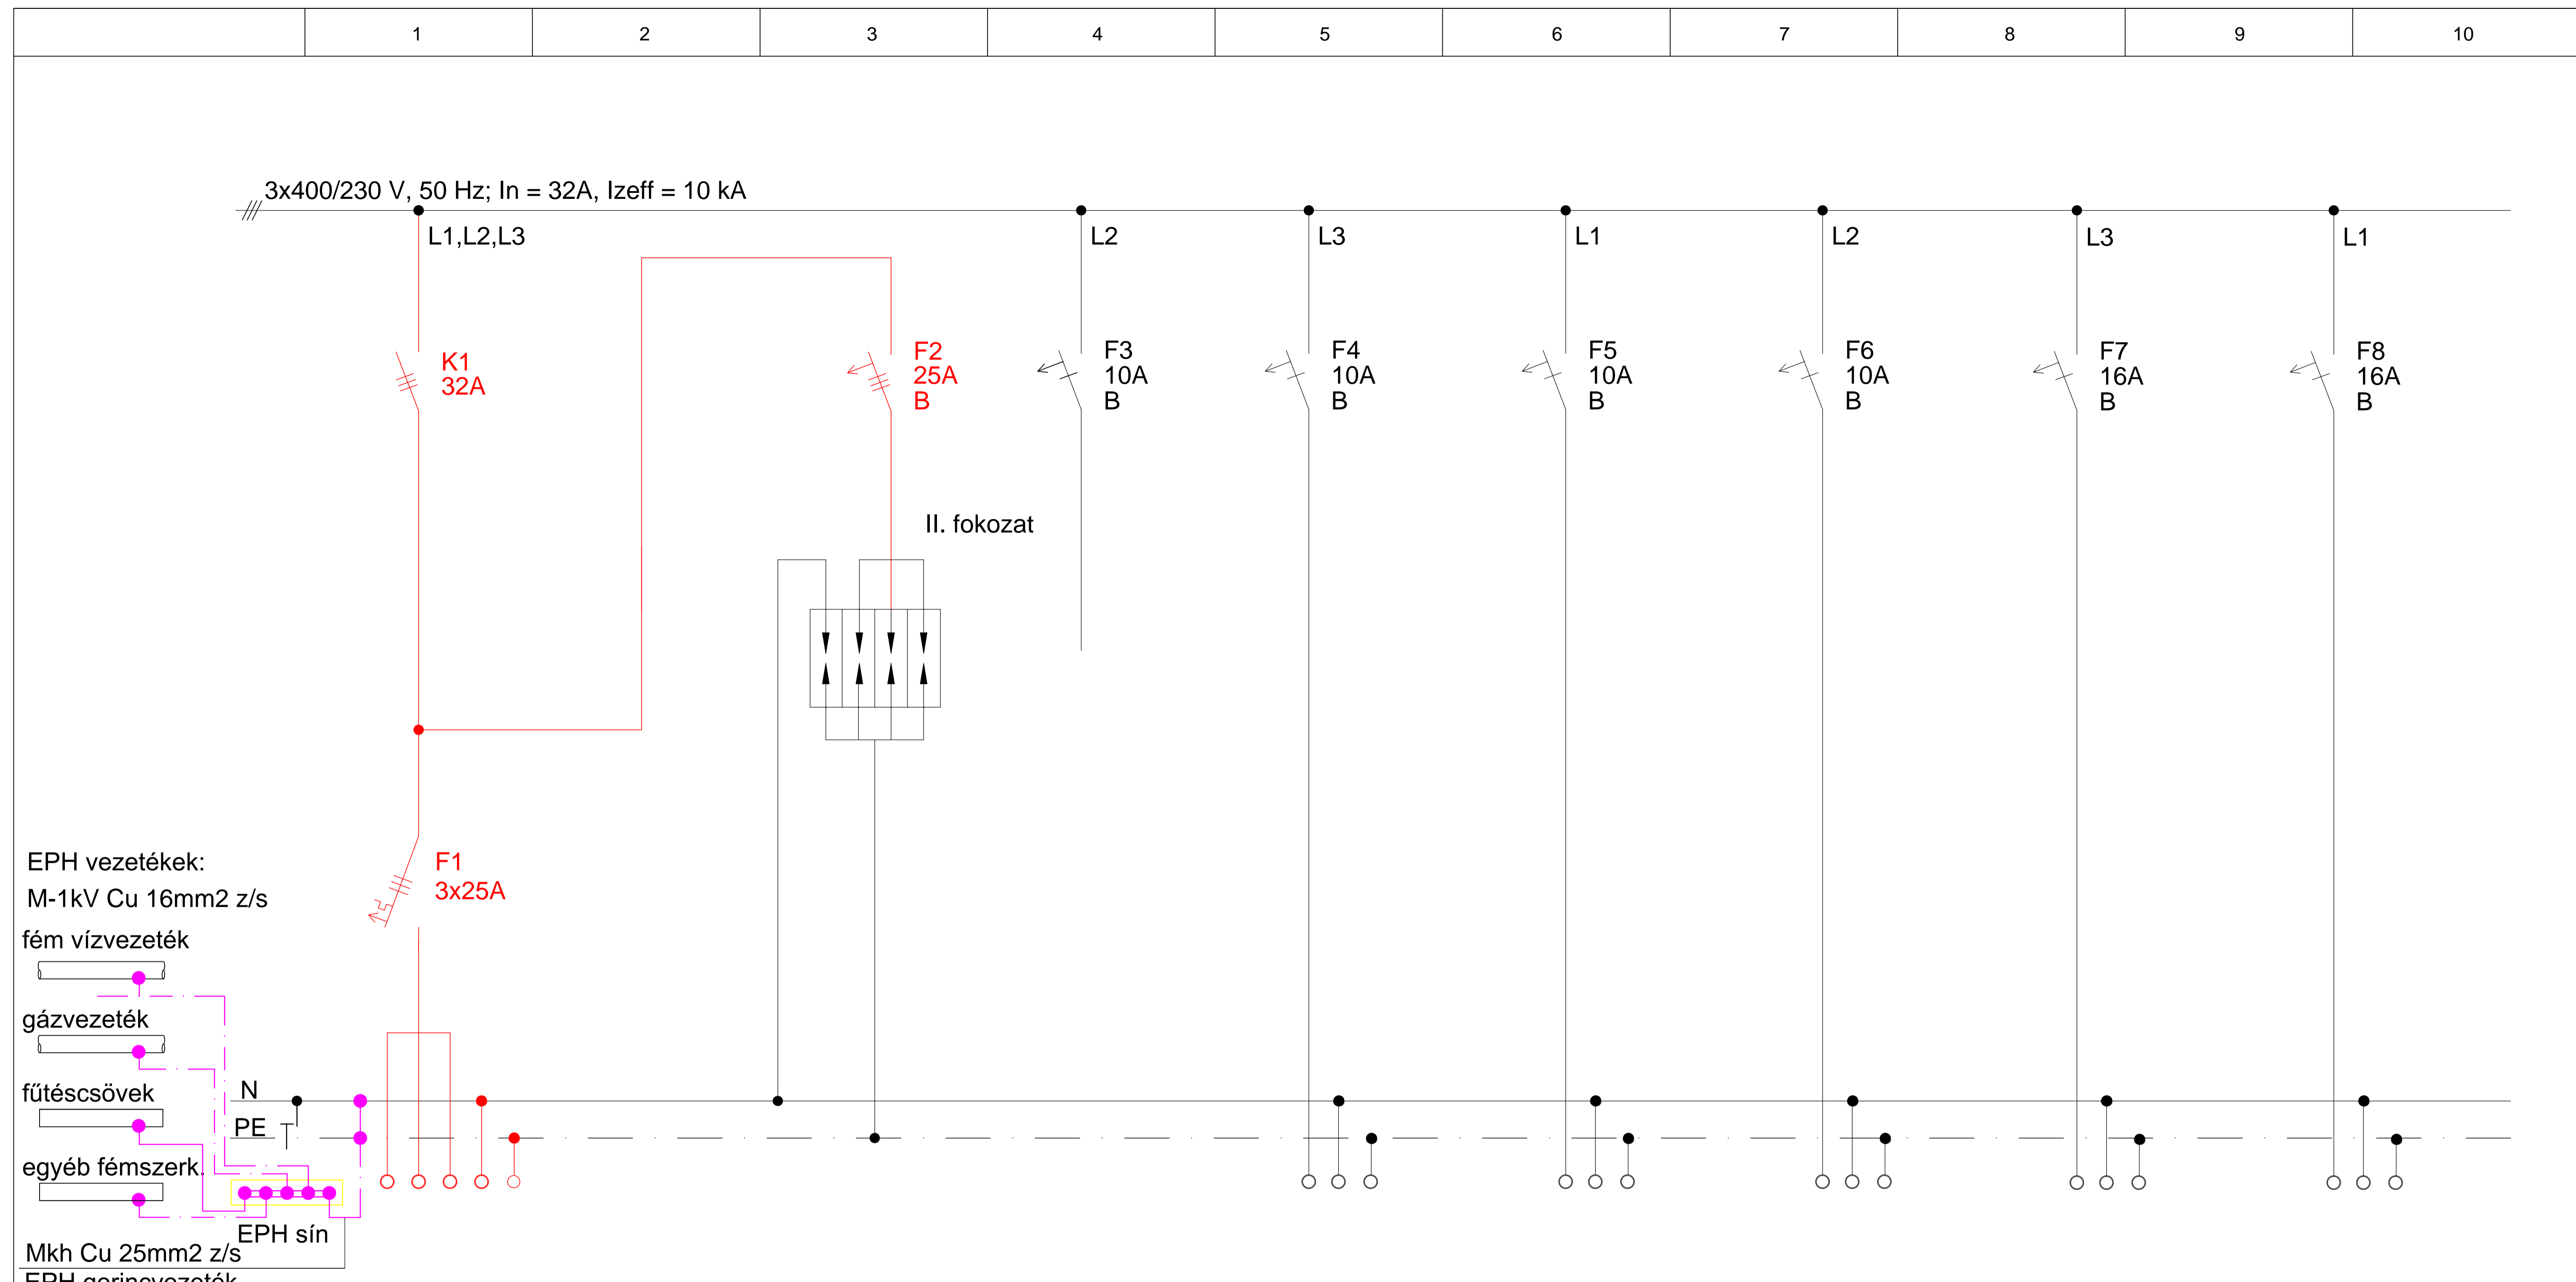 1 2 3 4 5 6 7 8 9 10
3x400/230 V, 50 Hz; In = 32A, Izeff = 10 kA
L1,L2,L3
L2
L3
L1
L2
L3
L1
K1
32A
F2
25A
B
F3
10A
B
F4
10A
B
F5
10A
B
F6
10A
B
F7
16A
B
F8
16A
B
II. fokozat
F1
3x25A
EPH vezetékek:
M-1kV Cu 16mm2 z/s
fém vízvezeték
gázvezeték
fűtéscsövek
egyéb fémszerk.
N
PE
EPH sín
Mkh Cu 25mm2 z/s
EPH gerincvezeték